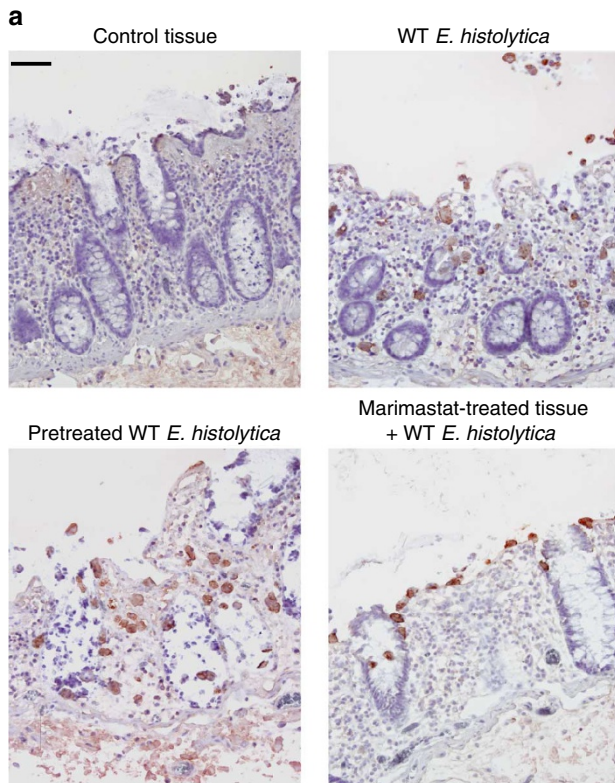 a
Control tissue
WT E. histolytica
Pretreated WT E. histolytica
Marimastat-treated tissue
+ WT E. histolytica